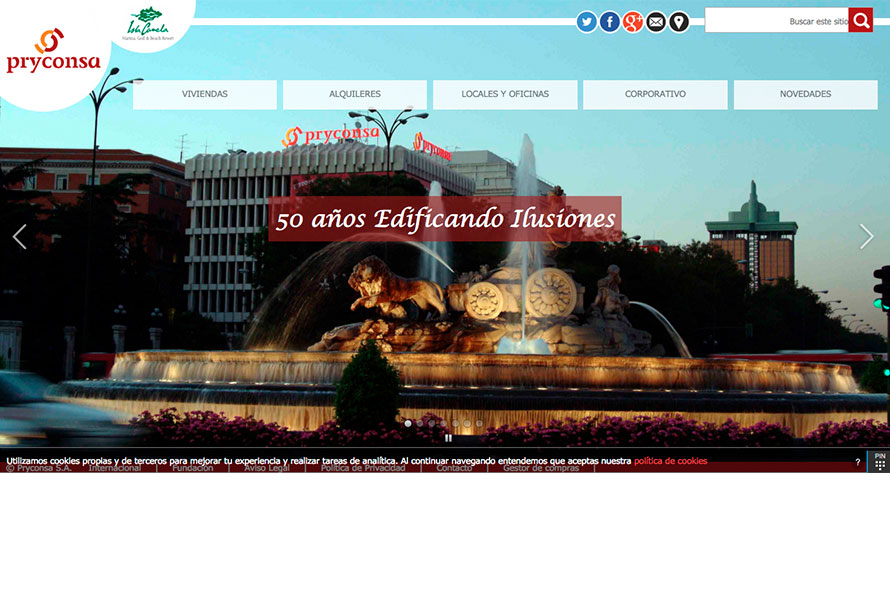 pryconsa
Isla Canela
Marina, Golf & Beach Resort
Buscar este sitio
VIVIENDAS
ALQUILERES
LOCALES Y OFICINAS
CORPORATIVO
NOVEDADES
pryconsa
pryconsa
50 años Edificando Ilusiones
Utilizamos cookies propias y de terceros para mejorar tu experiencia y realizar tareas de analítica. Al continuar navegando entendemos que aceptas nuestra política de cookies
?
PIN
© Pryconsa S.A. Internacional | Fundación | Aviso Legal | Política de Privacidad | Contacto | Gestor de compras |